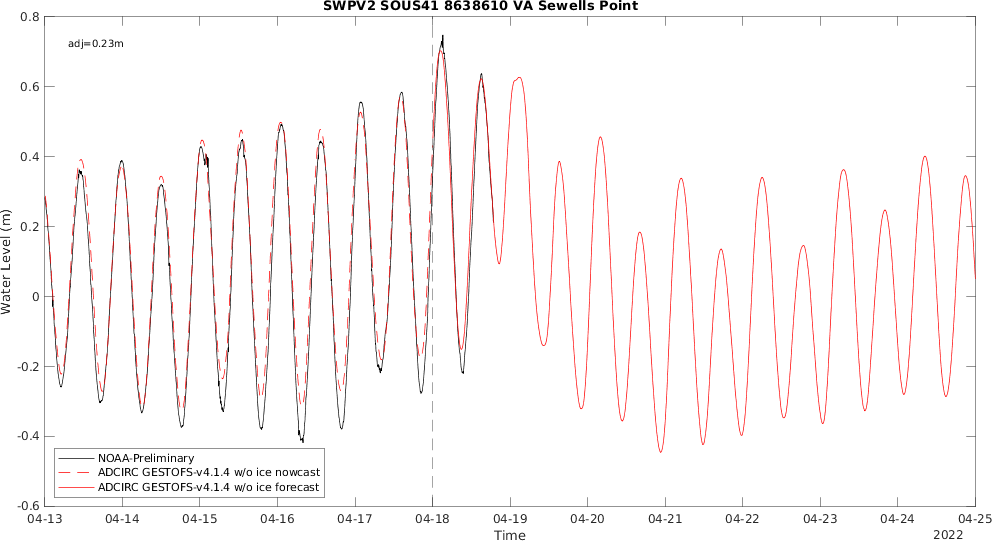 SWPV2 SOUS41 8638610 VA Sewells Point
adj=0.23m
Water Level (m)
0.8
0.6
0.4
0.2
0
-0.2
-0.4
-0.6
NOAA-Preliminary
ADCIRC GESTOFS-v4.1.4 w/o ice nowcast
ADCIRC GESTOFS-v4.1.4 w/o ice forecast
04-13 04-14 04-15 04-16 04-17 04-18 04-19 04-20 04-21 04-22 04-23 04-24 04-25
Time
2022